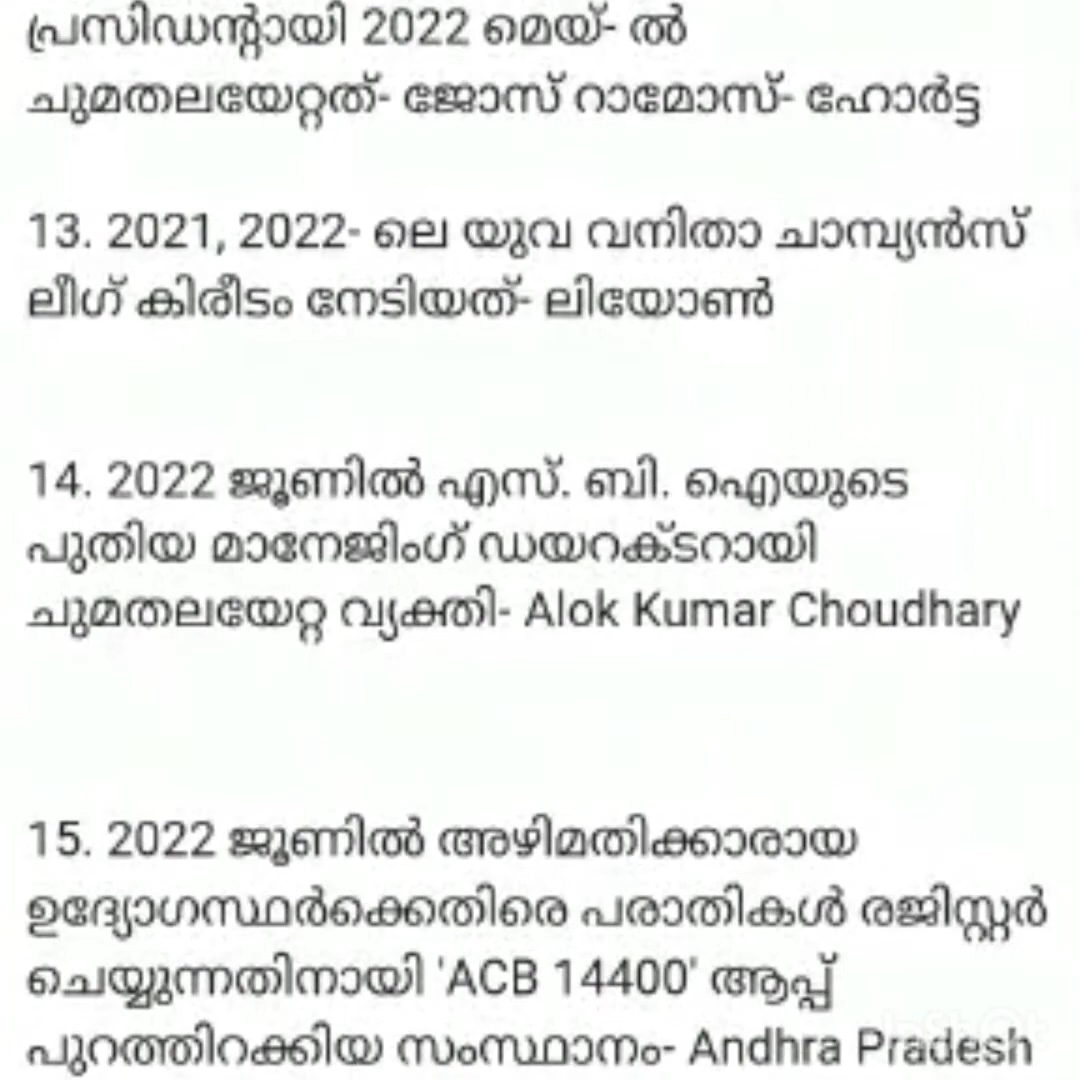 പ്രസിഡന്റായി 2022 മെയ്- ൽ
ചുമതലയേറ്റത്- ജോസ് റാമോസ്- ഹോർട്ട
13. 2021, 2022- ലെ യുവ വനിതാ ചാമ്പ്യൻസ്
ലീഗ് കിരീടം നേടിയത്- ലിയോൺ
14. 2022 ജൂണിൽ എസ്. ബി. ഐയുടെ
പുതിയ മാനേജിംഗ് ഡയറക്ടറായി
ചുമതലയേറ്റ വ്യക്തി- Alok Kumar Choudhary
15. 2022 ജൂണിൽ അഴിമതിക്കാരായ
ഉദ്യോഗസ്ഥർക്കെതിരെ പരാതികൾ രജിസ്റ്റർ
ചെയ്യുന്നതിനായി 'ACB 14400' ആപ്പ്
പുറത്തിറക്കിയ സംസ്ഥാനം- Andhra Pradesh